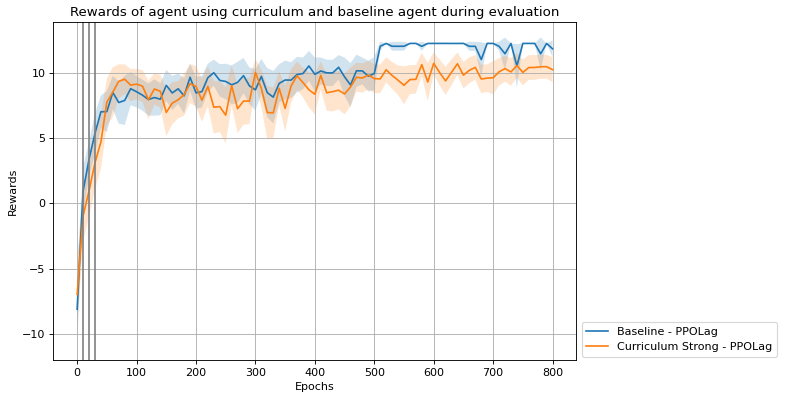 Rewards of agent using curriculum and baseline agent during evaluation
10
5
0
−5
−10
Rewards
0
100
200
300
400
500
600
700
800
Epochs
Baseline - PPOLag
Curriculum Strong - PPOLag